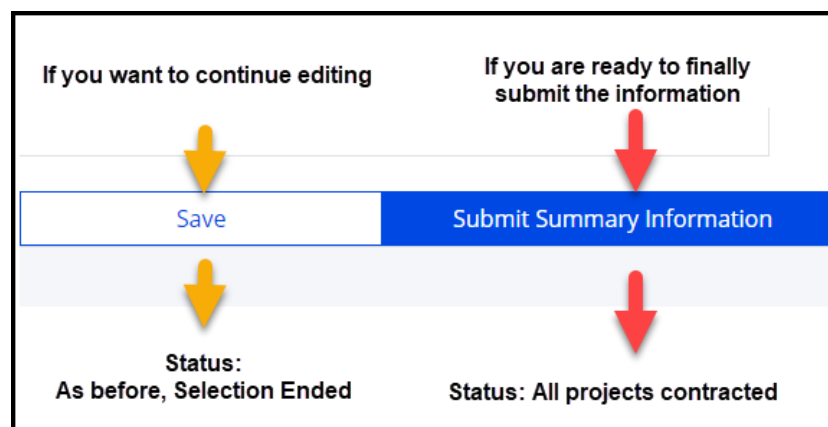 If you want to continue editing
If you are ready to finally
submit the information
Save
Submit Summary Information
Status:
As before, Selection Ended
Status: All projects contracted